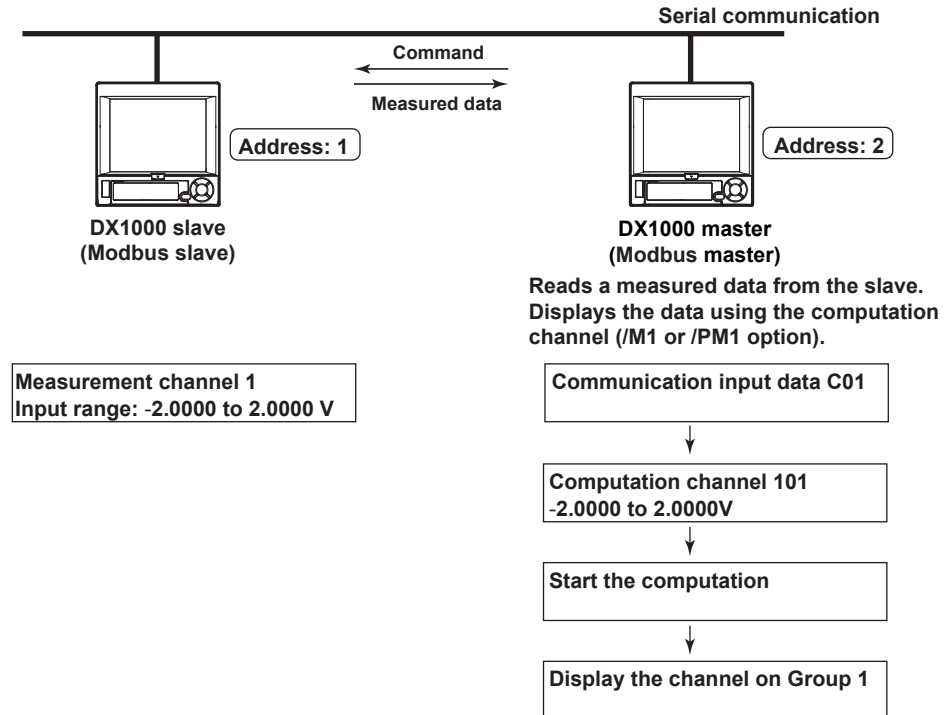 Serial communication
Command
Measured data
Address: 1
Address: 2
DX1000 slave
(Modbus slave)
DX1000 master
(Modbus master)
Reads a measured data from the slave.
Displays the data using the computation
channel (/M1 or /PM1 option).
Measurement channel 1
Input range: -2.0000 to 2.0000 V
Communication input data C01
Computation channel 101
-2.0000 to 2.0000V
Start the computation
Display the channel on Group 1